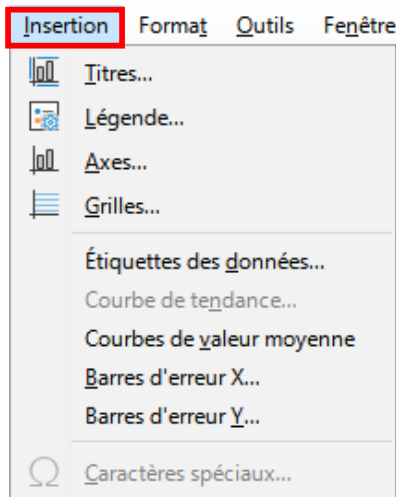 Insertion Format Outils Fenêtre
Titres...
Légende...
Axes...
Grilles...
Étiquettes des données...
Courbe de tendance...
Courbes de valeur moyenne
Barres d'erreur X...
Barres d'erreur Y...
Caractères spéciaux...